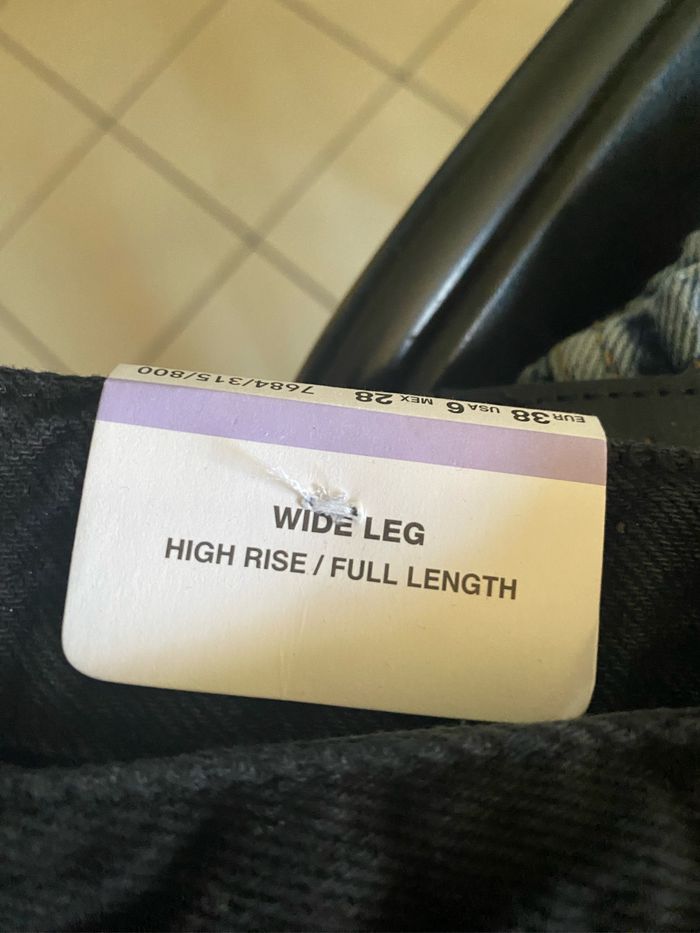 EUR 38 USA 6 MEX 28 7684/315/800
WIDE LEG
HIGH RISE / FULL LENGTH